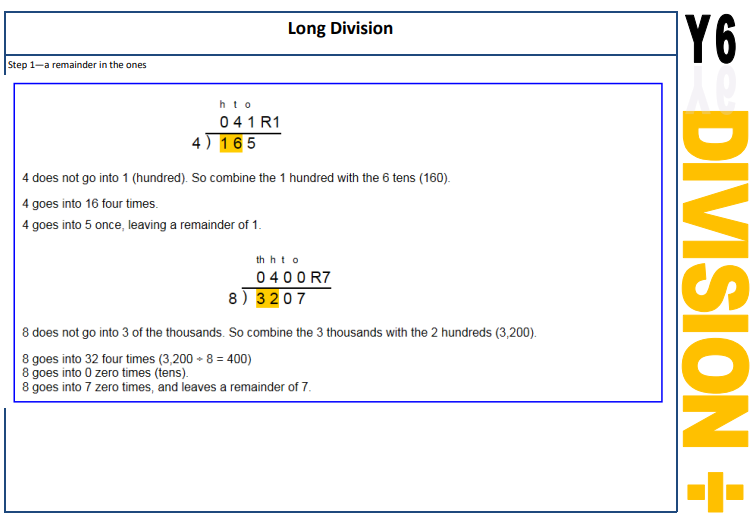 Long Division
Y6
Step 1—a remainder in the ones
h t o
0 4 1 R1
4 ) 1 6 5
4 does not go into 1 (hundred). So combine the 1 hundred with the 6 tens (160).
4 goes into 16 four times.
4 goes into 5 once, leaving a remainder of 1.
th h t o
0 4 0 0 R7
8 ) 3 2 0 7
8 does not go into 3 of the thousands. So combine the 3 thousands with the 2 hundreds (3,200).
8 goes into 32 four times (3,200 ÷ 8 = 400)
8 goes into 0 zero times (tens).
8 goes into 7 zero times, and leaves a remainder of 7.
DIVISION ÷